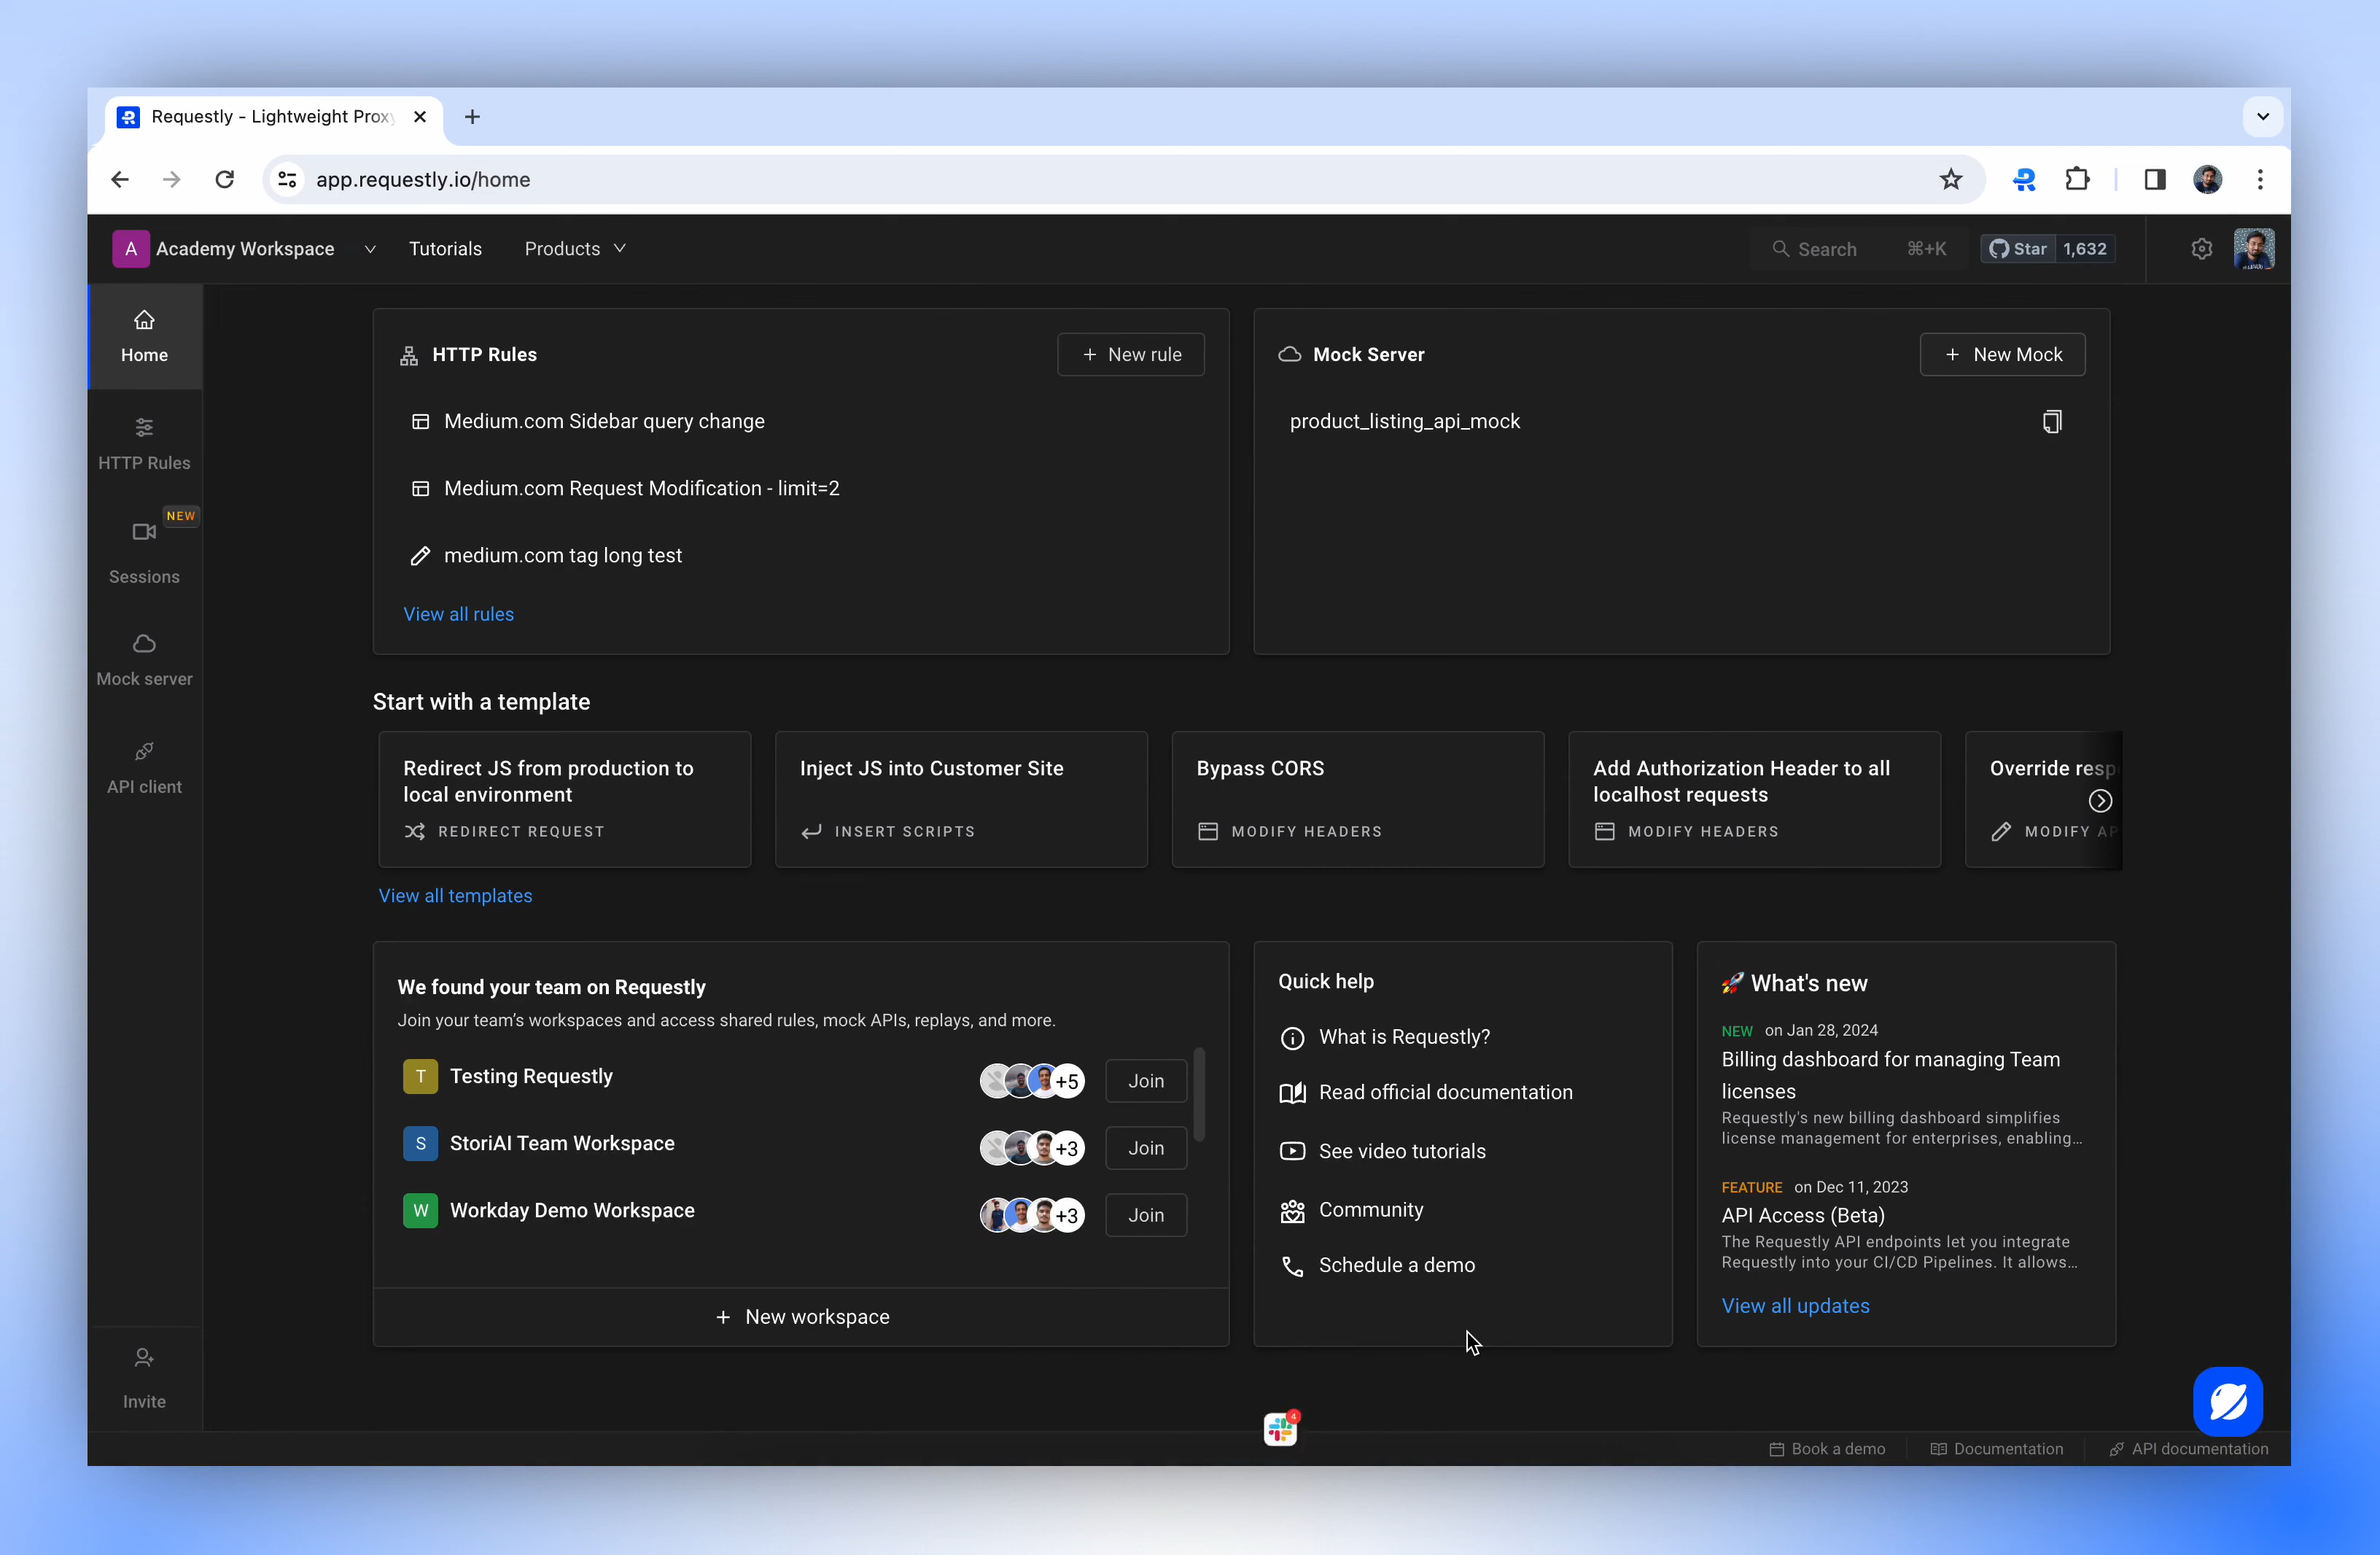 Requestly - Lightweight Prox
app.requestly.io/home
A Academy Workspace
Tutorials
Products
Search ⌘+K
Star 1,632
Home
HTTP Rules
NEW
Sessions
Mock server
API client
Invite
HTTP Rules
+ New rule
Medium.com Sidebar query change
Medium.com Request Modification - limit=2
medium.com tag long test
View all rules
Mock Server
+ New Mock
product_listing_api_mock
Start with a template
Redirect JS from production to
local environment
REDIRECT REQUEST
Inject JS into Customer Site
INSERT SCRIPTS
Bypass CORS
MODIFY HEADERS
Add Authorization Header to all
localhost requests
MODIFY HEADERS
Override resp
MODIFY AP
View all templates
We found your team on Requestly
Join your team’s workspaces and access shared rules, mock APIs, replays, and more.
T Testing Requestly +5 Join
S StoriAI Team Workspace +3 Join
W Workday Demo Workspace +3 Join
+ New workspace
Quick help
What is Requestly?
Read official documentation
See video tutorials
Community
Schedule a demo
🚀 What's new
NEW on Jan 28, 2024
Billing dashboard for managing Team
licenses
Requestly's new billing dashboard simplifies
license management for enterprises, enabling...
FEATURE on Dec 11, 2023
API Access (Beta)
The Requestly API endpoints let you integrate
Requestly into your CI/CD Pipelines. It allows...
View all updates
4
Book a demo
Documentation
API documentation